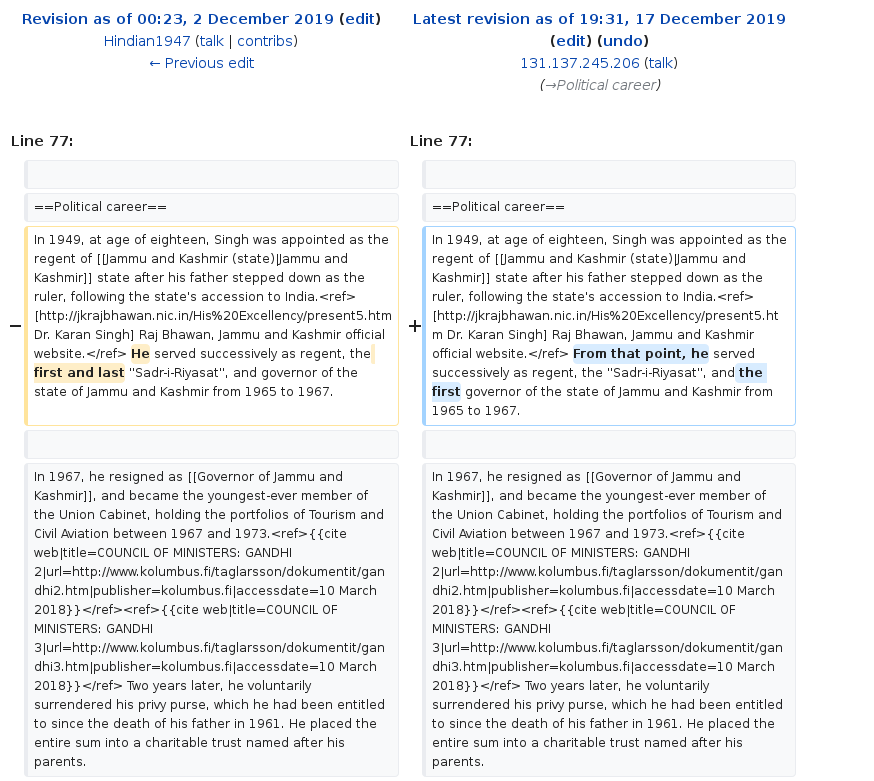 Revision as of 00:23, 2 December 2019 (edit)
Hindian1947 (talk | contribs)
← Previous edit
Latest revision as of 19:31, 17 December 2019
(edit) (undo)
131.137.245.206 (talk)
(→Political career)
Line 77:
Line 77:
==Political career==
==Political career==
−
In 1949, at age of eighteen, Singh was appointed as the
regent of [[Jammu and Kashmir (state)|Jammu and
Kashmir]] state after his father stepped down as the
ruler, following the state's accession to India.<ref>
[http://jkrajbhawan.nic.in/His%20Excellency/present5.htm
Dr. Karan Singh] Raj Bhawan, Jammu and Kashmir official
website.</ref> He served successively as regent, the
first and last "Sadr-i-Riyasat", and governor of the
state of Jammu and Kashmir from 1965 to 1967.
+
In 1949, at age of eighteen, Singh was appointed as the
regent of [[Jammu and Kashmir (state)|Jammu and
Kashmir]] state after his father stepped down as the
ruler, following the state's accession to India.<ref>
[http://jkrajbhawan.nic.in/His%20Excellency/present5.ht
m Dr. Karan Singh] Raj Bhawan, Jammu and Kashmir
official website.</ref> From that point, he served
successively as regent, the "Sadr-i-Riyasat", and the
first governor of the state of Jammu and Kashmir from
1965 to 1967.
In 1967, he resigned as [[Governor of Jammu and
Kashmir]], and became the youngest-ever member of
the Union Cabinet, holding the portfolios of Tourism and
Civil Aviation between 1967 and 1973.<ref>{{cite
web|title=COUNCIL OF MINISTERS: GANDHI
2|url=http://www.kolumbus.fi/taglarsson/dokumentit/gan
dhi2.htm|publisher=kolumbus.fi|accessdate=10 March
2018}}</ref><ref>{{cite web|title=COUNCIL OF
MINISTERS: GANDHI
3|url=http://www.kolumbus.fi/taglarsson/dokumentit/gan
dhi3.htm|publisher=kolumbus.fi|accessdate=10 March
2018}}</ref> Two years later, he voluntarily
surrendered his privy purse, which he had been entitled
to since the death of his father in 1961. He placed the
entire sum into a charitable trust named after his
parents.
In 1967, he resigned as [[Governor of Jammu and
Kashmir]], and became the youngest-ever member of
the Union Cabinet, holding the portfolios of Tourism and
Civil Aviation between 1967 and 1973.<ref>{{cite
web|title=COUNCIL OF MINISTERS: GANDHI
2|url=http://www.kolumbus.fi/taglarsson/dokumentit/gan
dhi2.htm|publisher=kolumbus.fi|accessdate=10 March
2018}}</ref><ref>{{cite web|title=COUNCIL OF
MINISTERS: GANDHI
3|url=http://www.kolumbus.fi/taglarsson/dokumentit/gan
dhi3.htm|publisher=kolumbus.fi|accessdate=10 March
2018}}</ref> Two years later, he voluntarily
surrendered his privy purse, which he had been entitled
to since the death of his father in 1961. He placed the
entire sum into a charitable trust named after his
parents.